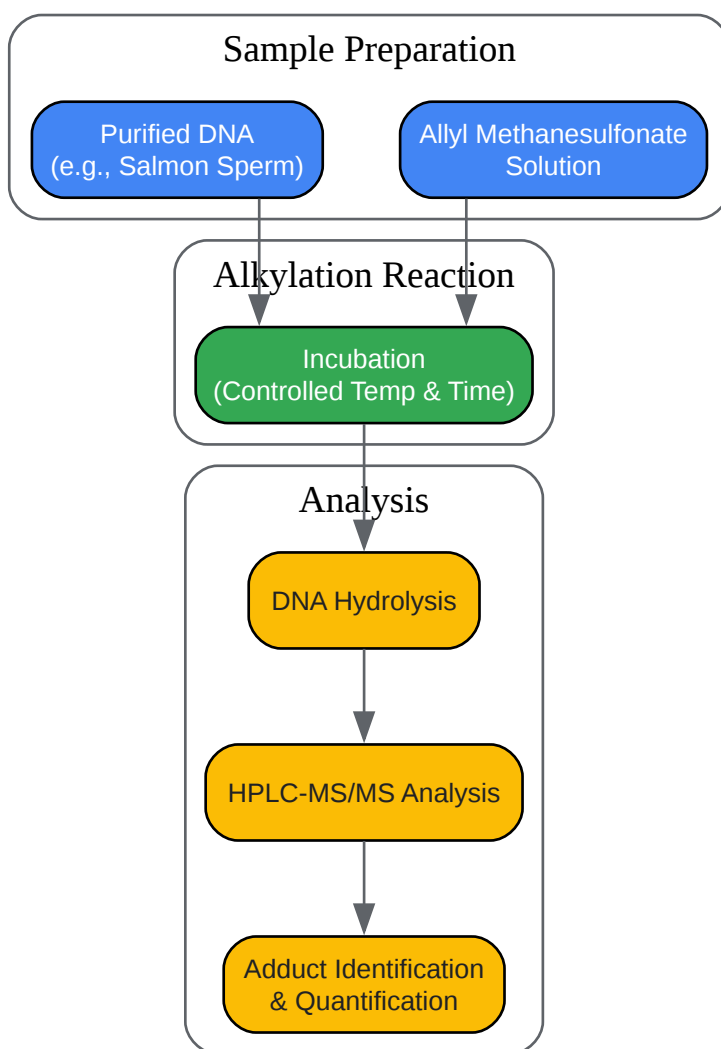 Sample Preparation
Purified DNA
(e.g., Salmon Sperm)
Allyl Methanesulfonate
Solution
Alkylation Reaction
Incubation
(Controlled Temp & Time)
Analysis
DNA Hydrolysis
HPLC-MS/MS Analysis
Adduct Identification
& Quantification